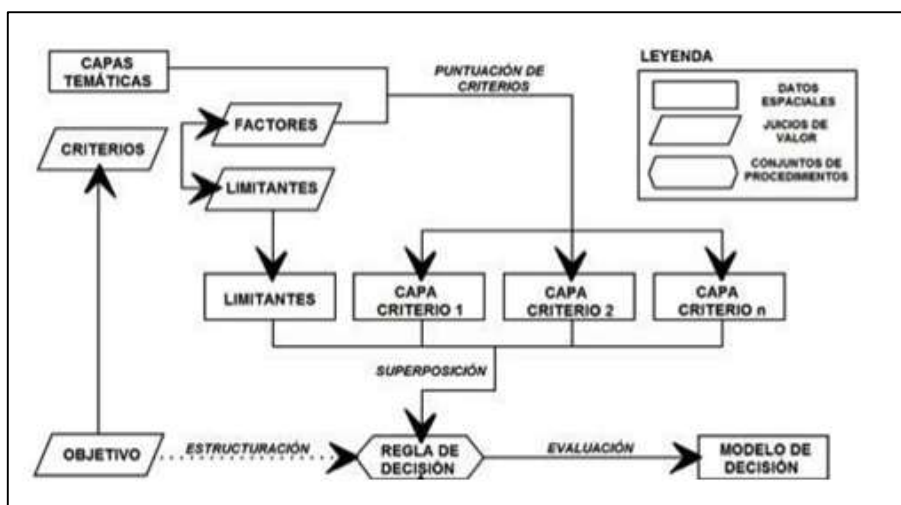 CAPAS
TEMÁTICAS
PUNTUACIÓN DE
CRITERIOS
LEYENDA
DATOS
ESPACIALES
JUICIOS DE
VALOR
CONJUNTOS DE
PROCEDIMIENTOS
FACTORES
CRITERIOS
LIMITANTES
LIMITANTES
CAPA
CRITERIO 1
CAPA
CRITERIO 2
CAPA
CRITERIO n
SUPERPOSICIÓN
OBJETIVO
ESTRUCTURACIÓN
REGLA DE
DECISIÓN
EVALUACIÓN
MODELO DE
DECISIÓN